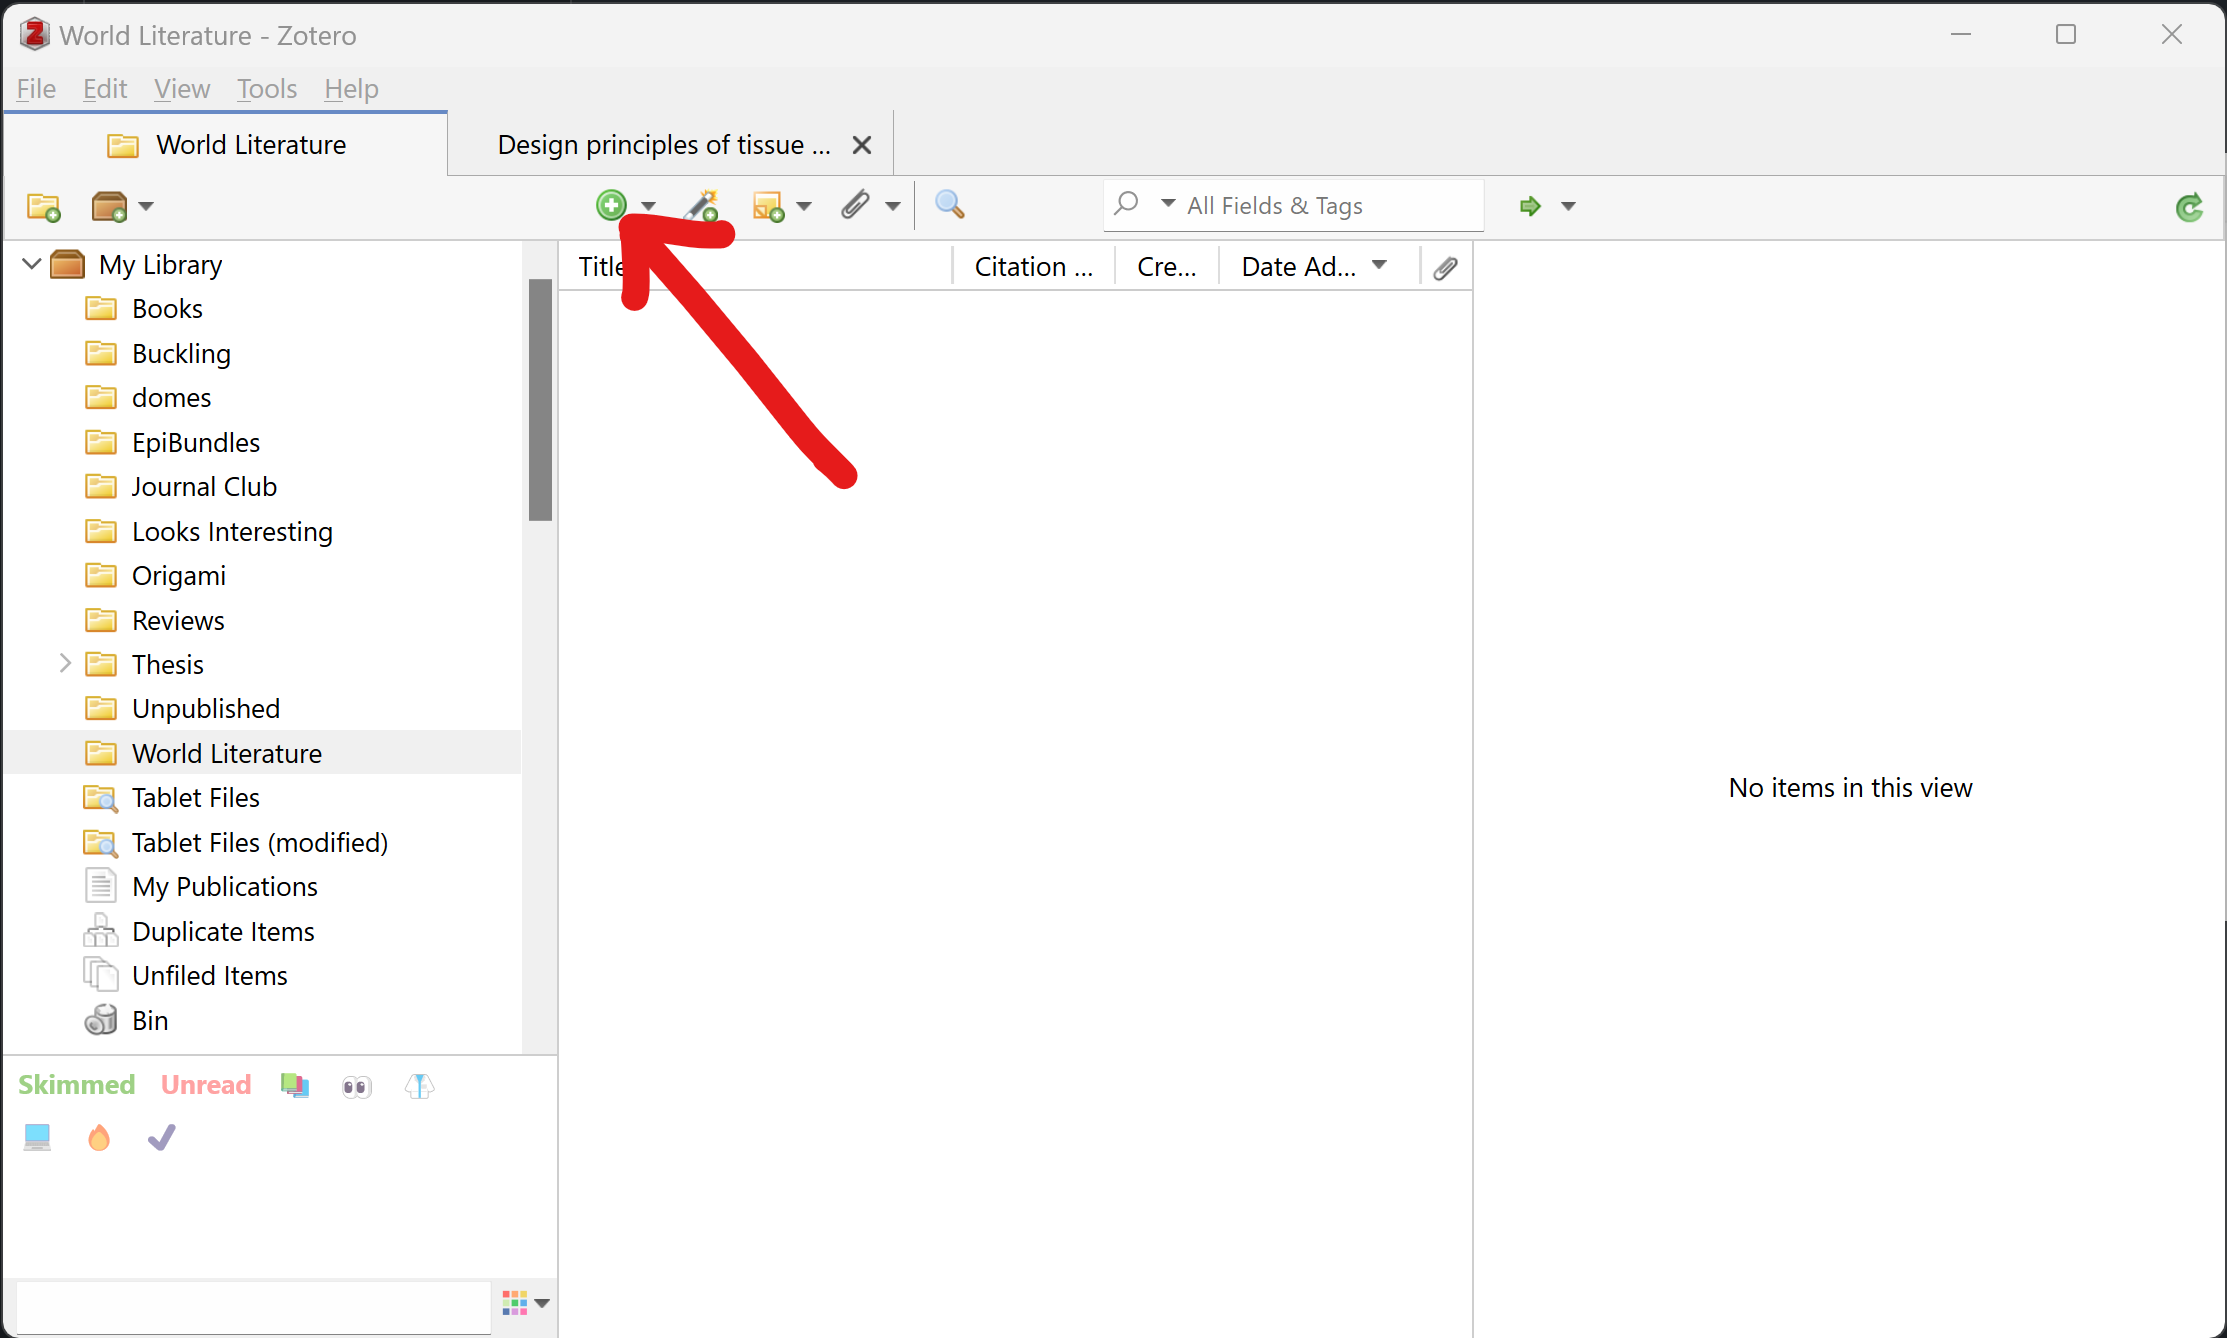 World Literature - Zotero
File Edit View Tools Help
World Literature
Design principles of tissue ...
All Fields & Tags
My Library
Books
Buckling
domes
EpiBundles
Journal Club
Looks Interesting
Origami
Reviews
Thesis
Unpublished
World Literature
Tablet Files
Tablet Files (modified)
My Publications
Duplicate Items
Unfiled Items
Bin
Skimmed Unread
Title Citation ... Cre... Date Ad...
No items in this view